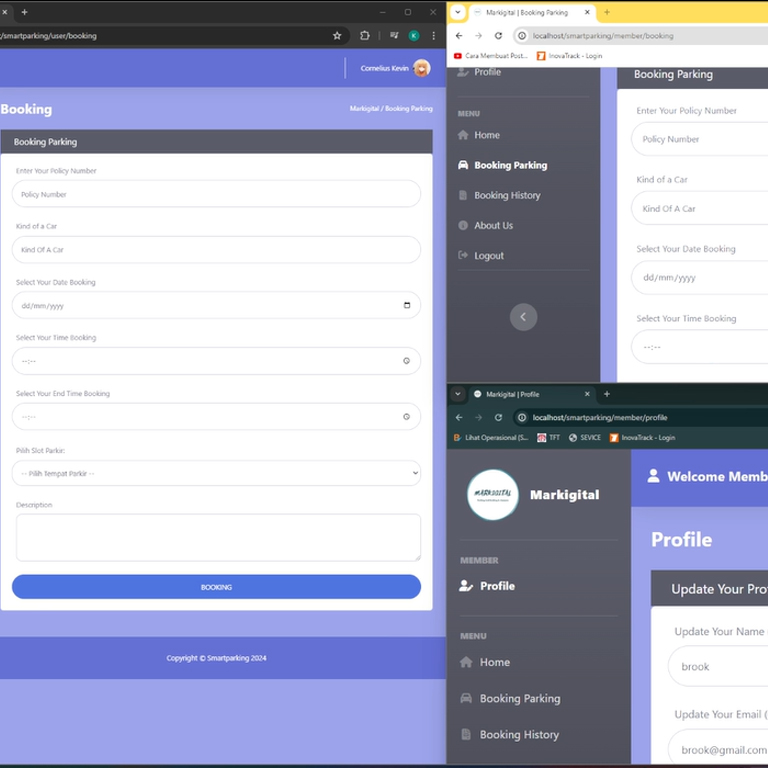 /smartparking/user/booking
K
Cornelius Kevin
Booking
Markigital / Booking Parking
Booking Parking
Enter Your Policy Number
Policy Number
Kind of a Car
Kind Of A Car
Select Your Date Booking
dd/mm/yyyy
Select Your Time Booking
--:--
Select Your End Time Booking
--:--
Pilih Slot Parkir:
-- Pilih Tempat Parkir --
Description
BOOKING
Copyright © Smartparking 2024
Markigital | Booking Parking
localhost/smartparking/member/booking
Cara Membuat Post...
InovaTrack - Login
Profile
MENU
Home
Booking Parking
Booking History
About Us
Logout
Booking Parking
Enter Your Policy Number
Policy Number
Kind of a Car
Kind Of A Car
Select Your Date Booking
dd/mm/yyyy
Select Your Time Booking
--:--
Markigital | Profile
localhost/smartparking/member/profile
Lihat Operasional (S...
TFT
SEVICE
InovaTrack - Login
MARKIGITAL
Markigital
MEMBER
Profile
MENU
Home
Booking Parking
Booking History
Welcome Memb
Profile
Update Your Pro
Update Your Name
brook
Update Your Email (
brook@gmail.com